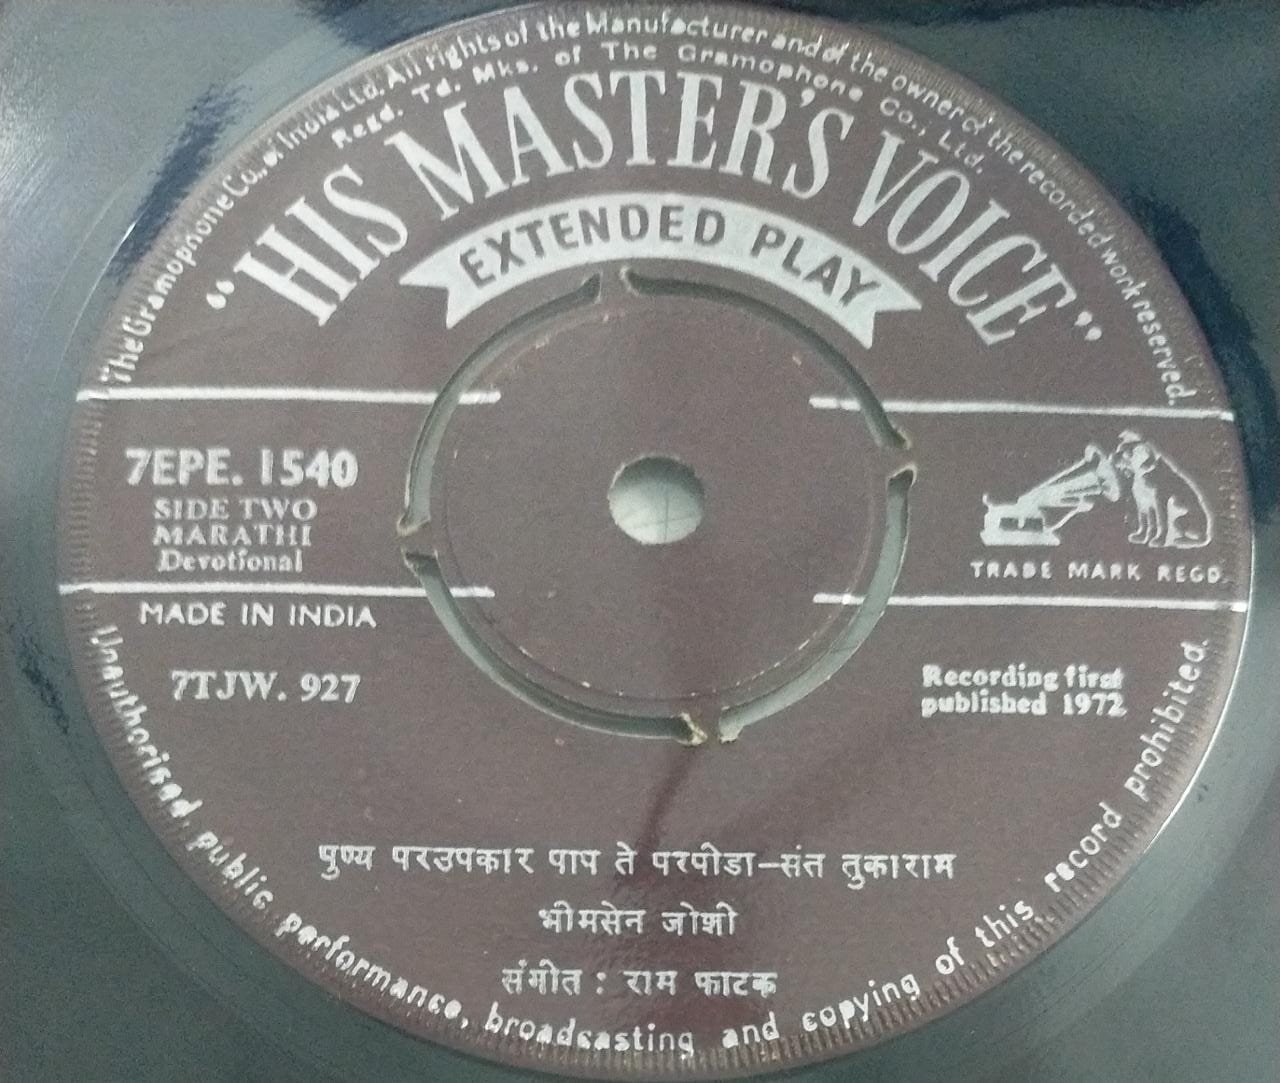 The Gramophone Co., of India Ltd. All rights of the Manufacturer and of the owner of the recorded work reserved.
Regd. Td. Mks. of The Gramophone Co., Ltd.
“HIS MASTER'S VOICE”
EXTENDED PLAY
7EPE. 1540
SIDE TWO
MARATHI
Devotional
TRADE MARK REGD.
MADE IN INDIA
7TJW. 927
Recording first
published 1972
पुण्य परउपकार पाप ते परपीडा–संत तुकाराम
भीमसेन जोशी
संगीत : राम फाटक
Unauthorised public performance, broadcasting and copying of this record prohibited.